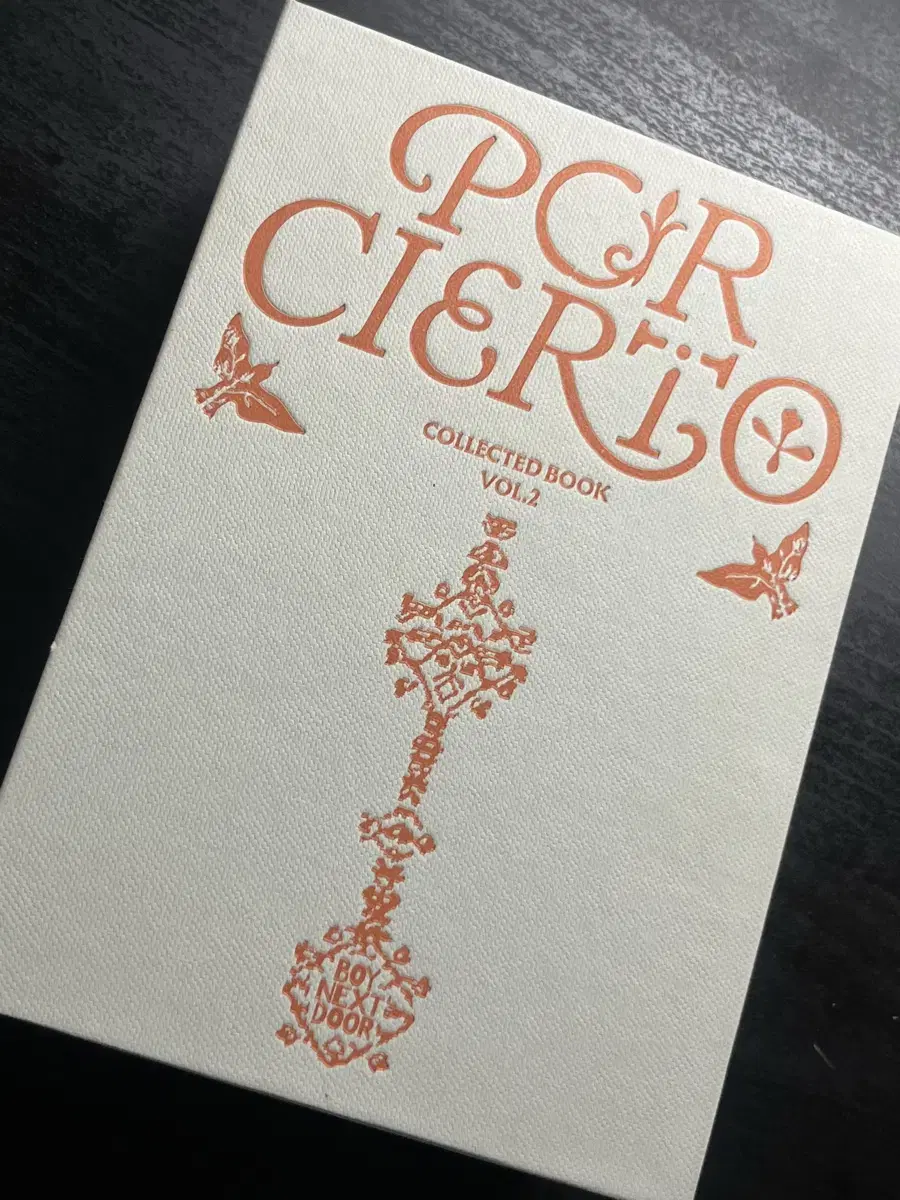 POR
CIERTO
COLLECTED BOOK
VOL.2
BOY
NEXT
DOOR